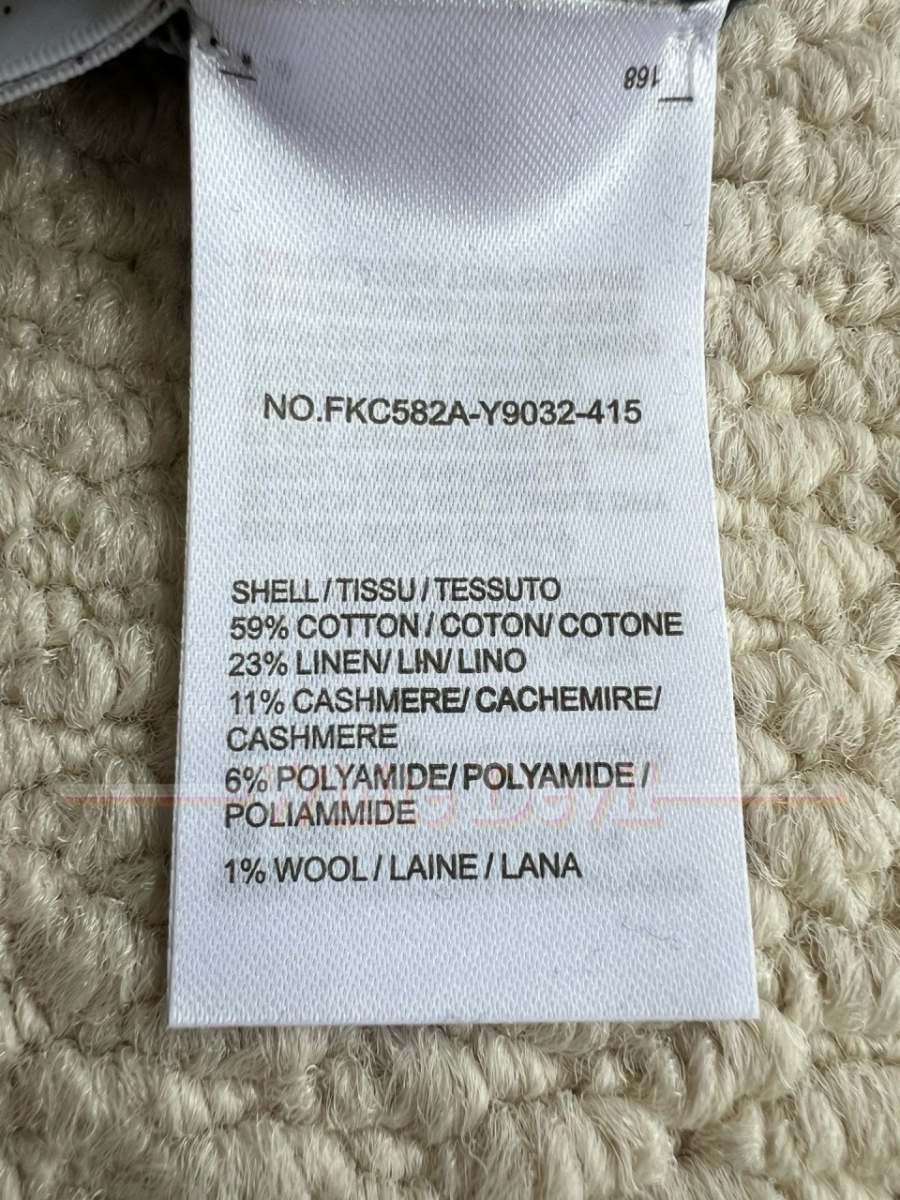 168
NO.FKC582A-Y9032-415
SHELL / TISSU / TESSUTO
59% COTTON / COTON/ COTONE
23% LINEN/ LIN/ LINO
11% CASHMERE/ CACHEMIRE/
CASHMERE
6% POLYAMIDE/ POLYAMIDE /
POLIAMMIDE
1% WOOL / LAINE / LANA